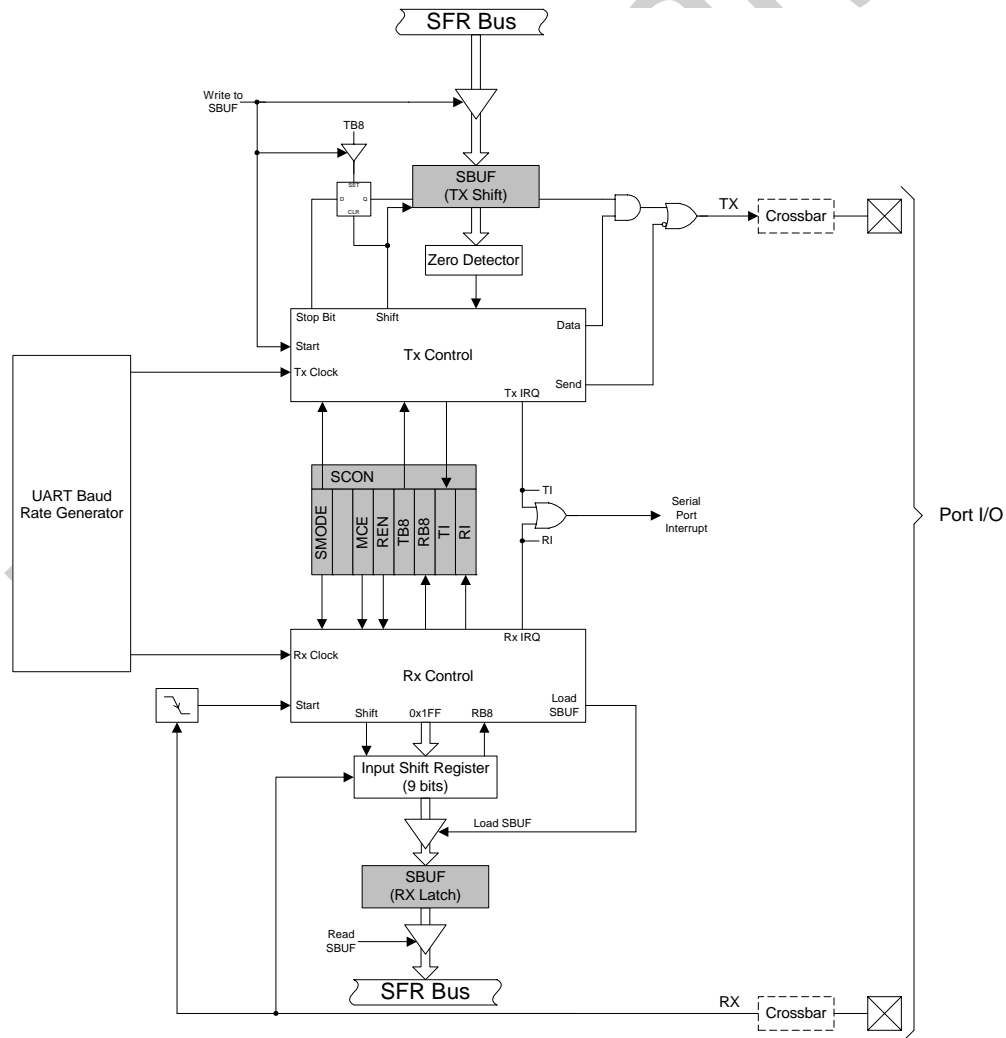 SFR Bus
Write to
SBUF
TB8
SET
D
Q
CLR
SBUF
(TX Shift)
TX
Crossbar
Zero Detector
Stop Bit
Shift
Data
Start
Tx Control
Tx Clock
Send
Tx IRQ
UART Baud
Rate Generator
SCON
SMODE
MCE
REN
TB8
RB8
TI
RI
TI
RI
Serial
Port
Interrupt
Port I/O
Rx IRQ
Rx Clock
Rx Control
Start
Load
SBUF
Shift
0x1FF
RB8
Input Shift Register
(9 bits)
Load SBUF
SBUF
(RX Latch)
Read
SBUF
SFR Bus
RX
Crossbar